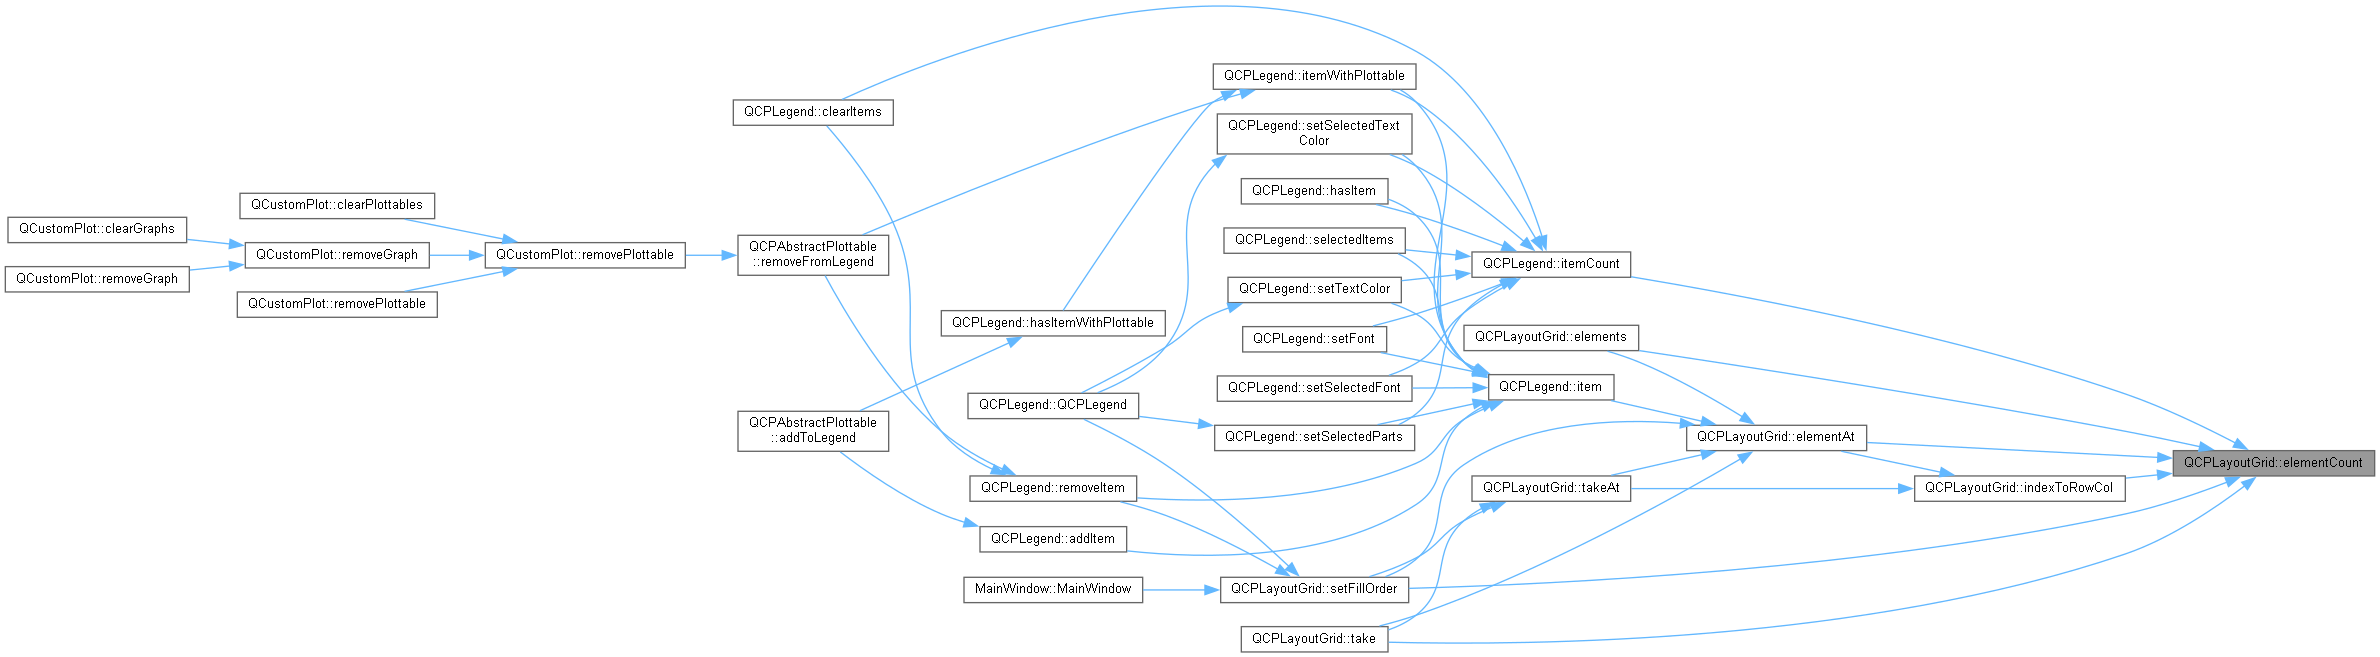 QCustomPlot::clearGraphs
QCustomPlot::removeGraph
QCustomPlot::clearPlottables
QCustomPlot::removeGraph
QCustomPlot::removePlottable
QCustomPlot::removePlottable
QCPLegend::clearItems
QCPAbstractPlottable
::removeFromLegend
QCPAbstractPlottable
::addToLegend
QCPLegend::hasItemWithPlottable
QCPLegend::QCPLegend
QCPLegend::removeItem
QCPLegend::addItem
MainWindow::MainWindow
QCPLegend::itemWithPlottable
QCPLegend::setSelectedText
Color
QCPLegend::hasItem
QCPLegend::selectedItems
QCPLegend::setTextColor
QCPLegend::setFont
QCPLegend::setSelectedFont
QCPLegend::setSelectedParts
QCPLayoutGrid::setFillOrder
QCPLayoutGrid::take
QCPLegend::itemCount
QCPLayoutGrid::elements
QCPLegend::item
QCPLayoutGrid::takeAt
QCPLayoutGrid::elementAt
QCPLayoutGrid::indexToRowCol
QCPLayoutGrid::elementCount